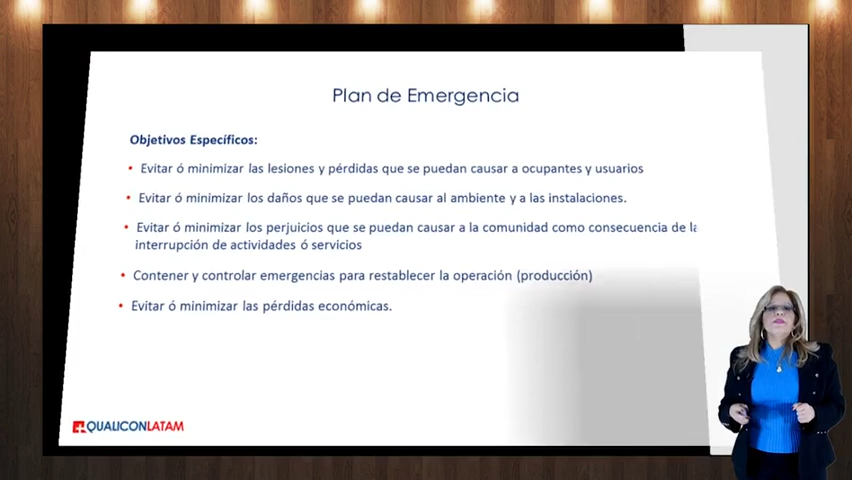 Plan de Emergencia
Objetivos Específicos:
• Evitar ó minimizar las lesiones y pérdidas que se puedan causar a ocupantes y usuarios
• Evitar ó minimizar los daños que se puedan causar al ambiente y a las instalaciones.
• Evitar ó minimizar los perjuicios que se puedan causar a la comunidad como consecuencia de la
interrupción de actividades ó servicios
• Contener y controlar emergencias para restablecer la operación (producción)
• Evitar ó minimizar las pérdidas económicas.
QUALICONLATAM